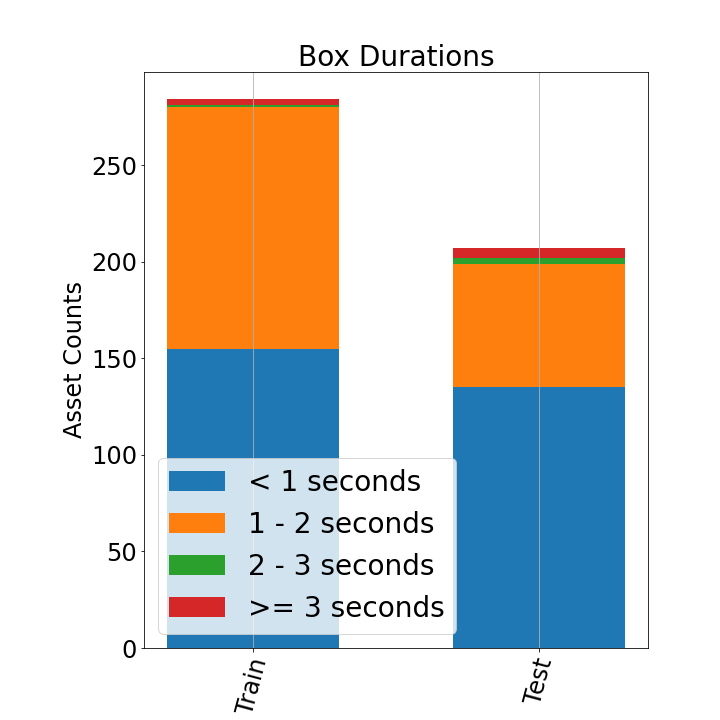 Box Durations
Asset Counts
250
200
150
100
50
0
< 1 seconds
1 - 2 seconds
2 - 3 seconds
>= 3 seconds
Train
Test